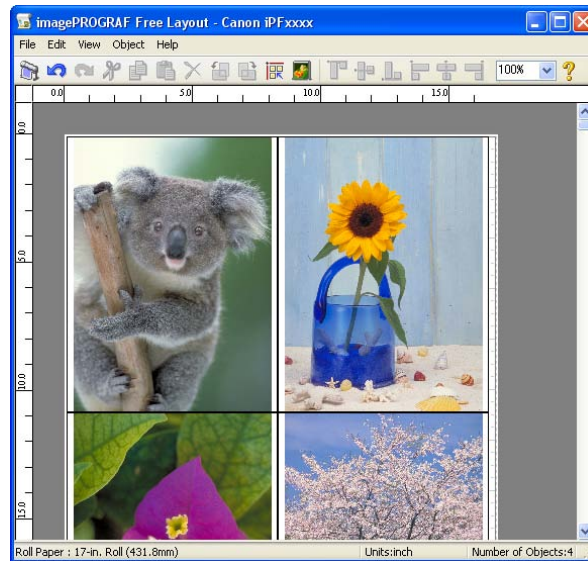 imagePROGRAF Free Layout - Canon iPFxxxx
File Edit View Object Help
100%
0.0 5.0 10.0 15.0
0.0
5.0
10.0
15.0
Roll Paper : 17-in. Roll (431.8mm) Units:inch Number of Objects:4